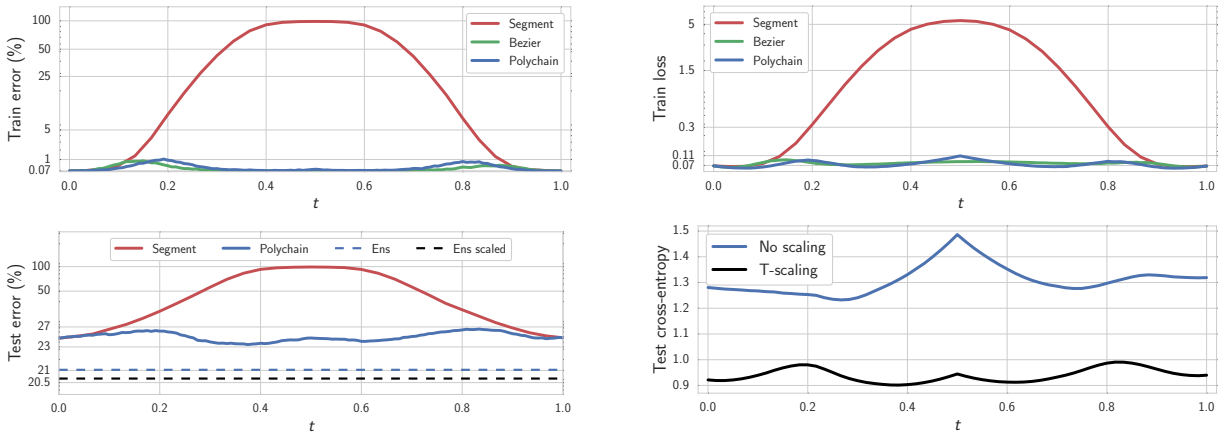 Train error (%)
100
50
25
5
1
0.07
Segment
Bezier
Polychain
0.0 0.2 0.4 0.6 0.8 1.0
t
Train loss
5
1.5
0.3
0.11
0.07
Segment
Bezier
Polychain
0.0 0.2 0.4 0.6 0.8 1.0
t
Test error (%)
Segment Polychain Ens Ens scaled
100
50
27
23
21
20.5
0.0 0.2 0.4 0.6 0.8 1.0
t
Test cross-entropy
1.5
1.4
1.3
1.2
1.1
1.0
0.9
No scaling
T-scaling
0.0 0.2 0.4 0.6 0.8 1.0
t